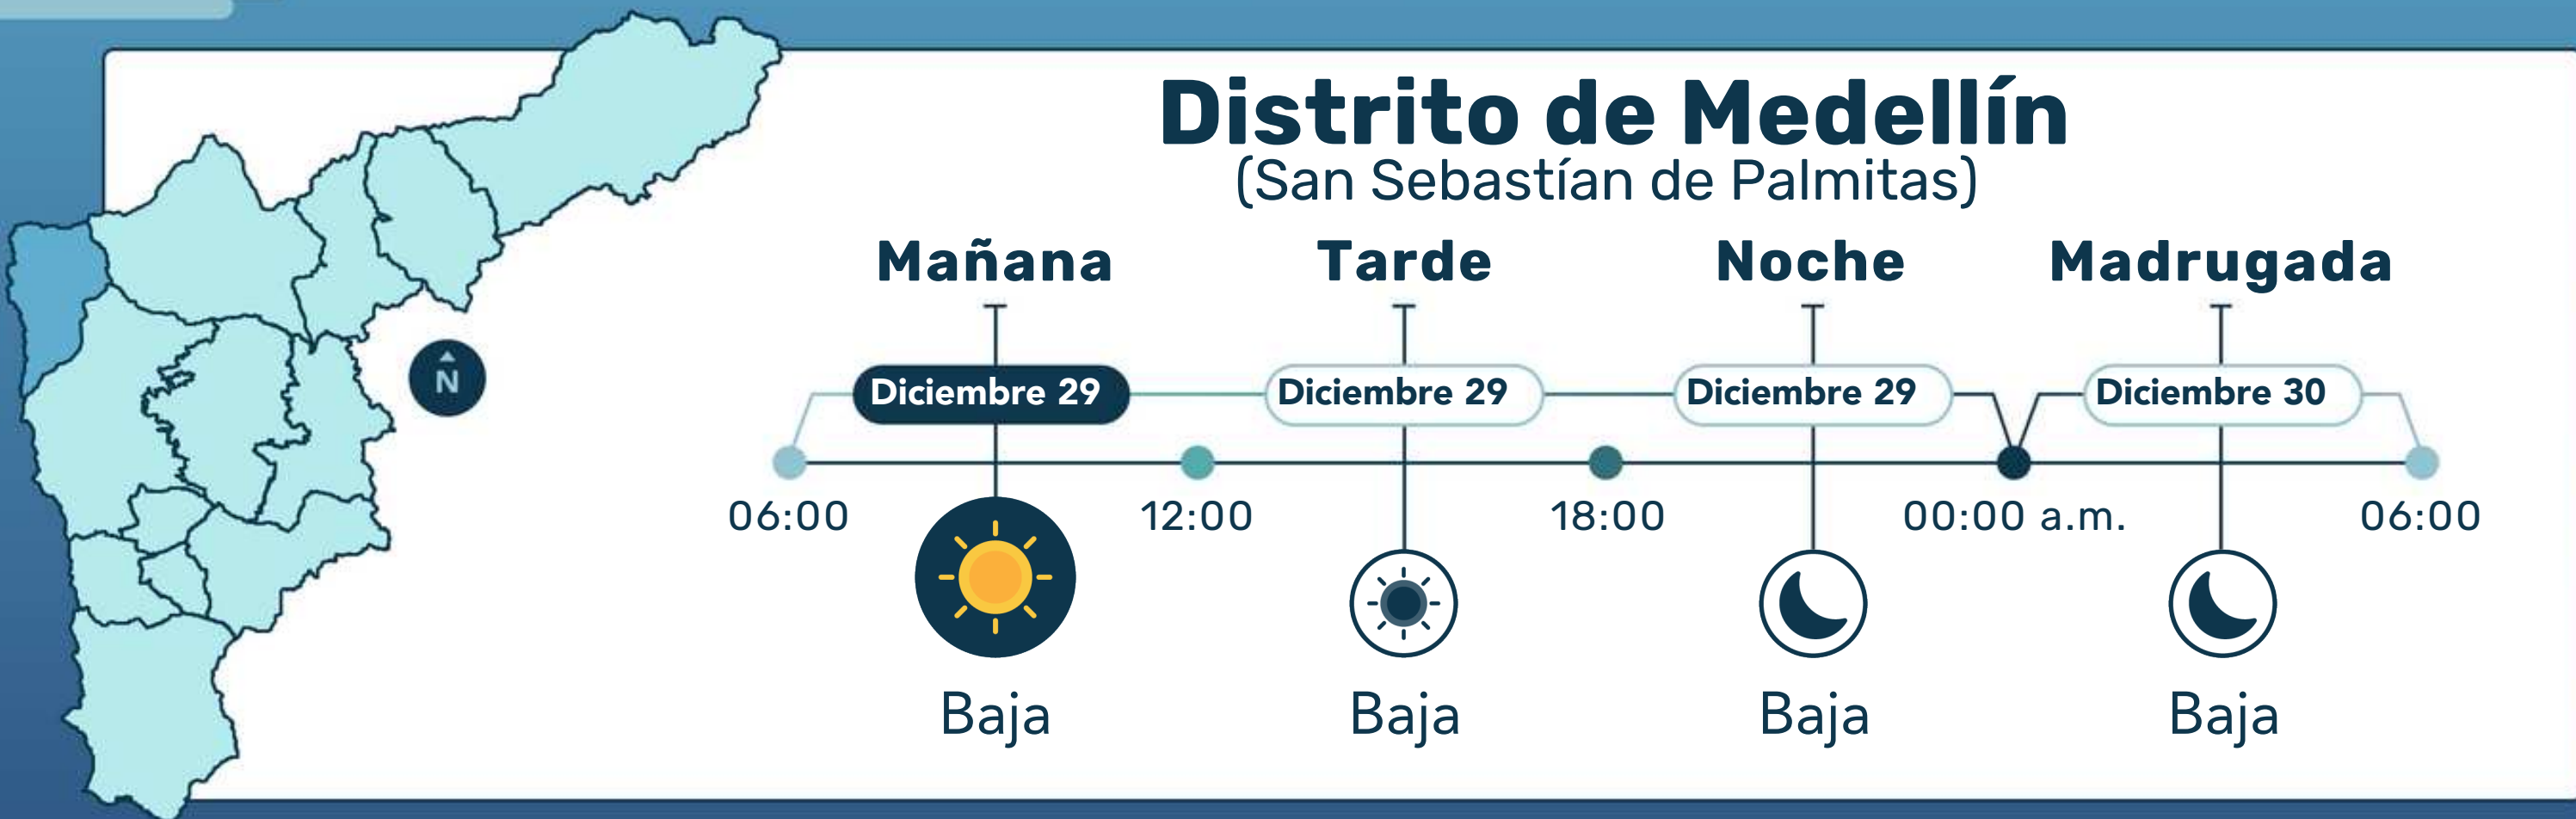 Distrito de Medellín
(San Sebastían de Palmitas)
Mañana Tarde Noche Madrugada
Diciembre 29 Diciembre 29 Diciembre 29 Diciembre 30
N
06:00 12:00 18:00 00:00 a.m. 06:00
Baja Baja Baja Baja